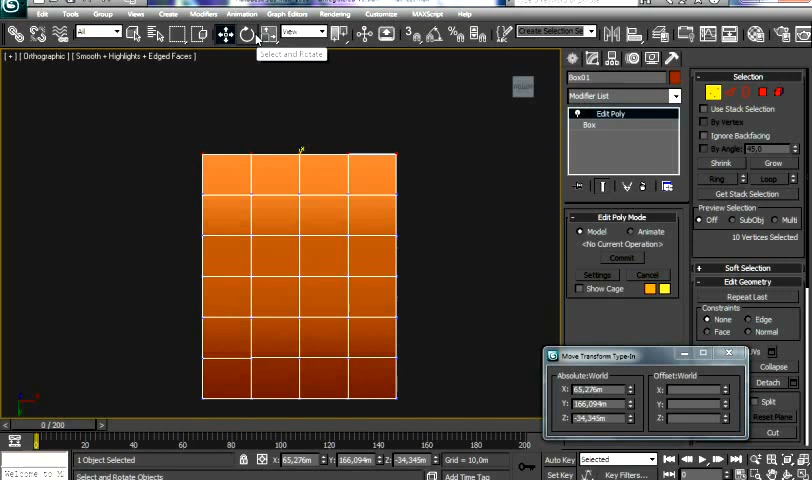 Edit Tools Group Views Create Modifiers Animation Graph Editors Rendering Customize MAXScript Help
All View 3 Create Selection Se
Select and Rotate
[ + ] [ Orthographic ] [ Smooth + Highlights + Edged Faces ]
Box01
Modifier List
Edit Poly
Box
Edit Poly Mode
Model Animate
<No Current Operation>
Commit
Settings Cancel
Show Cage
Selection
Use Stack Selection
By Vertex
Ignore Backfacing
By Angle: 45,0
Shrink Grow
Ring Loop
Get Stack Selection
Preview Selection
Off SubObj Multi
10 Vertices Selected
Soft Selection
Edit Geometry
Repeat Last
Constraints
None Edge
Face Normal
Collapse
Detach
Split
Reset Plane
Cut
Move Transform Type-In
Absolute:World Offset:World
X: 65,276m X:
Y: 166,094m Y:
Z: -34,345m Z:
0 / 200
0 20 40 60 80 100 120 140 160 180 200
1 Object Selected X: 65,276m Y: 166,094m Z: -34,345m Grid = 10,0m Auto Key Selected
Welcome to M Select and Rotate Objects Add Time Tag Set Key Key Filters... 0